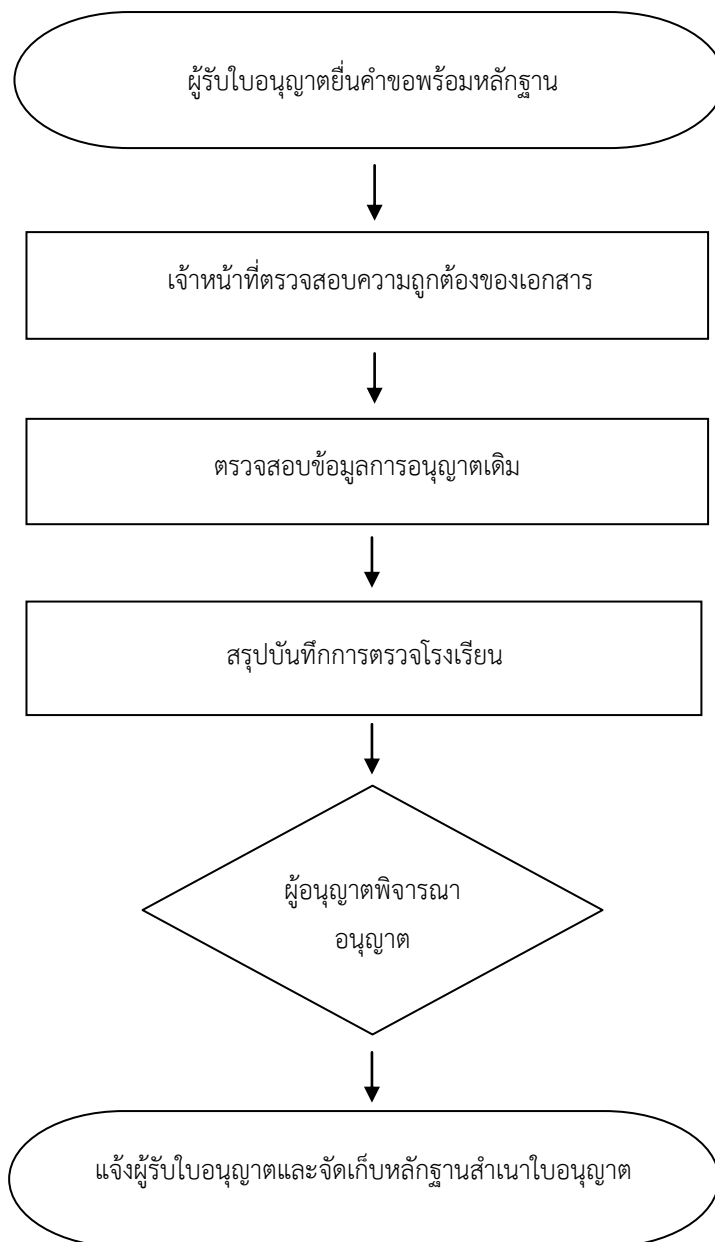 ผู้รับใบอนุญาตยื่นคำขอพร้อมหลักฐาน
เจ้าหน้าที่ตรวจสอบความถูกต้องของเอกสาร
ตรวจสอบข้อมูลการอนุญาตเดิม
สรุปบันทึกการตรวจโรงเรียน
ผู้อนุญาตพิจารณา
อนุญาต
แจ้งผู้รับใบอนุญาตและจัดเก็บหลักฐานสำเนาใบอนุญาต